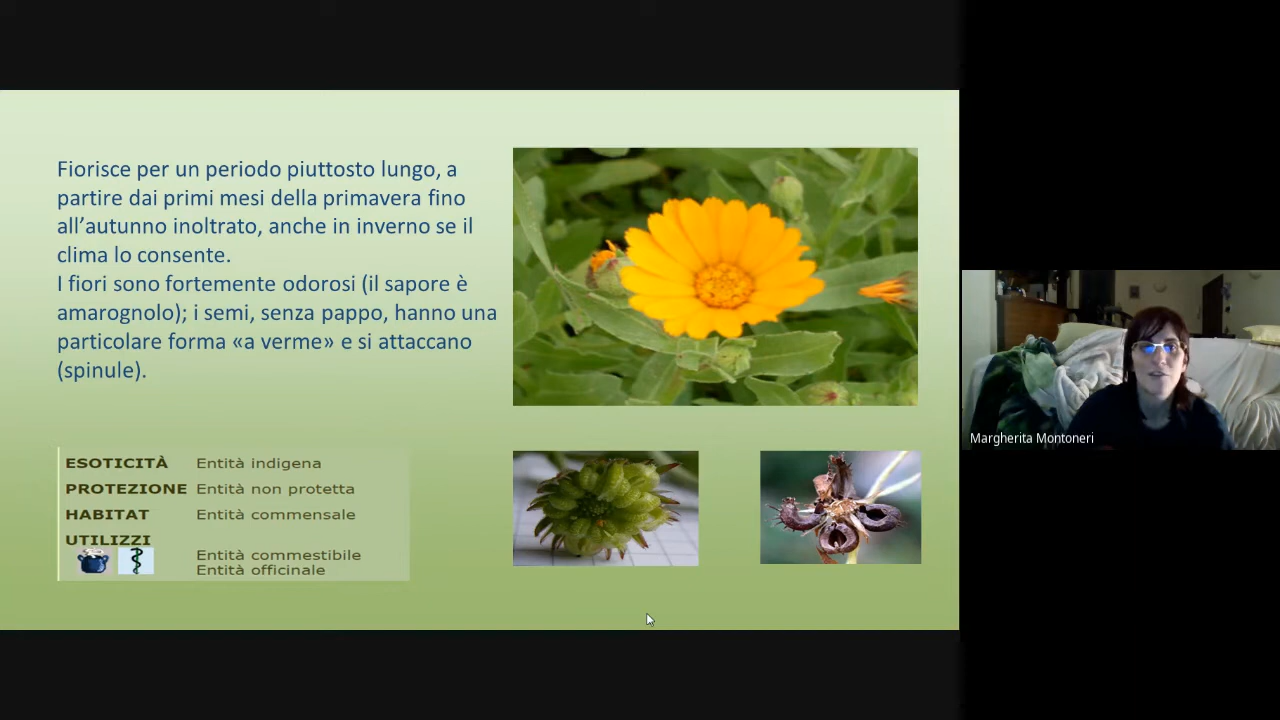 Fiorisce per un periodo piuttosto lungo, a
partire dai primi mesi della primavera fino
all’autunno inoltrato, anche in inverno se il
clima lo consente.
I fiori sono fortemente odorosi (il sapore è
amarognolo); i semi, senza pappo, hanno una
particolare forma «a verme» e si attaccano
(spinule).
ESOTICITÀ Entità indigena
PROTEZIONE Entità non protetta
HABITAT Entità commensale
UTILIZZI
Entità commestibile
Entità officinale
Margherita Montoneri